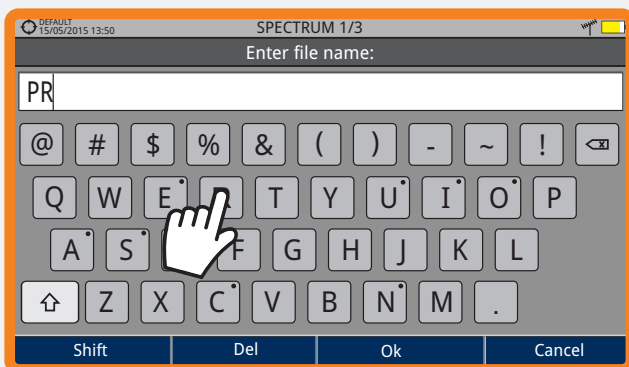 DEFAULT
15/05/2015 13:50 SPECTRUM 1/3
Enter file name:
PR
@ # $ % & ( ) - ~ !
Q W E T Y U I O P
A S F G H J K L
Z X C V B N M .
Shift Del Ok Cancel